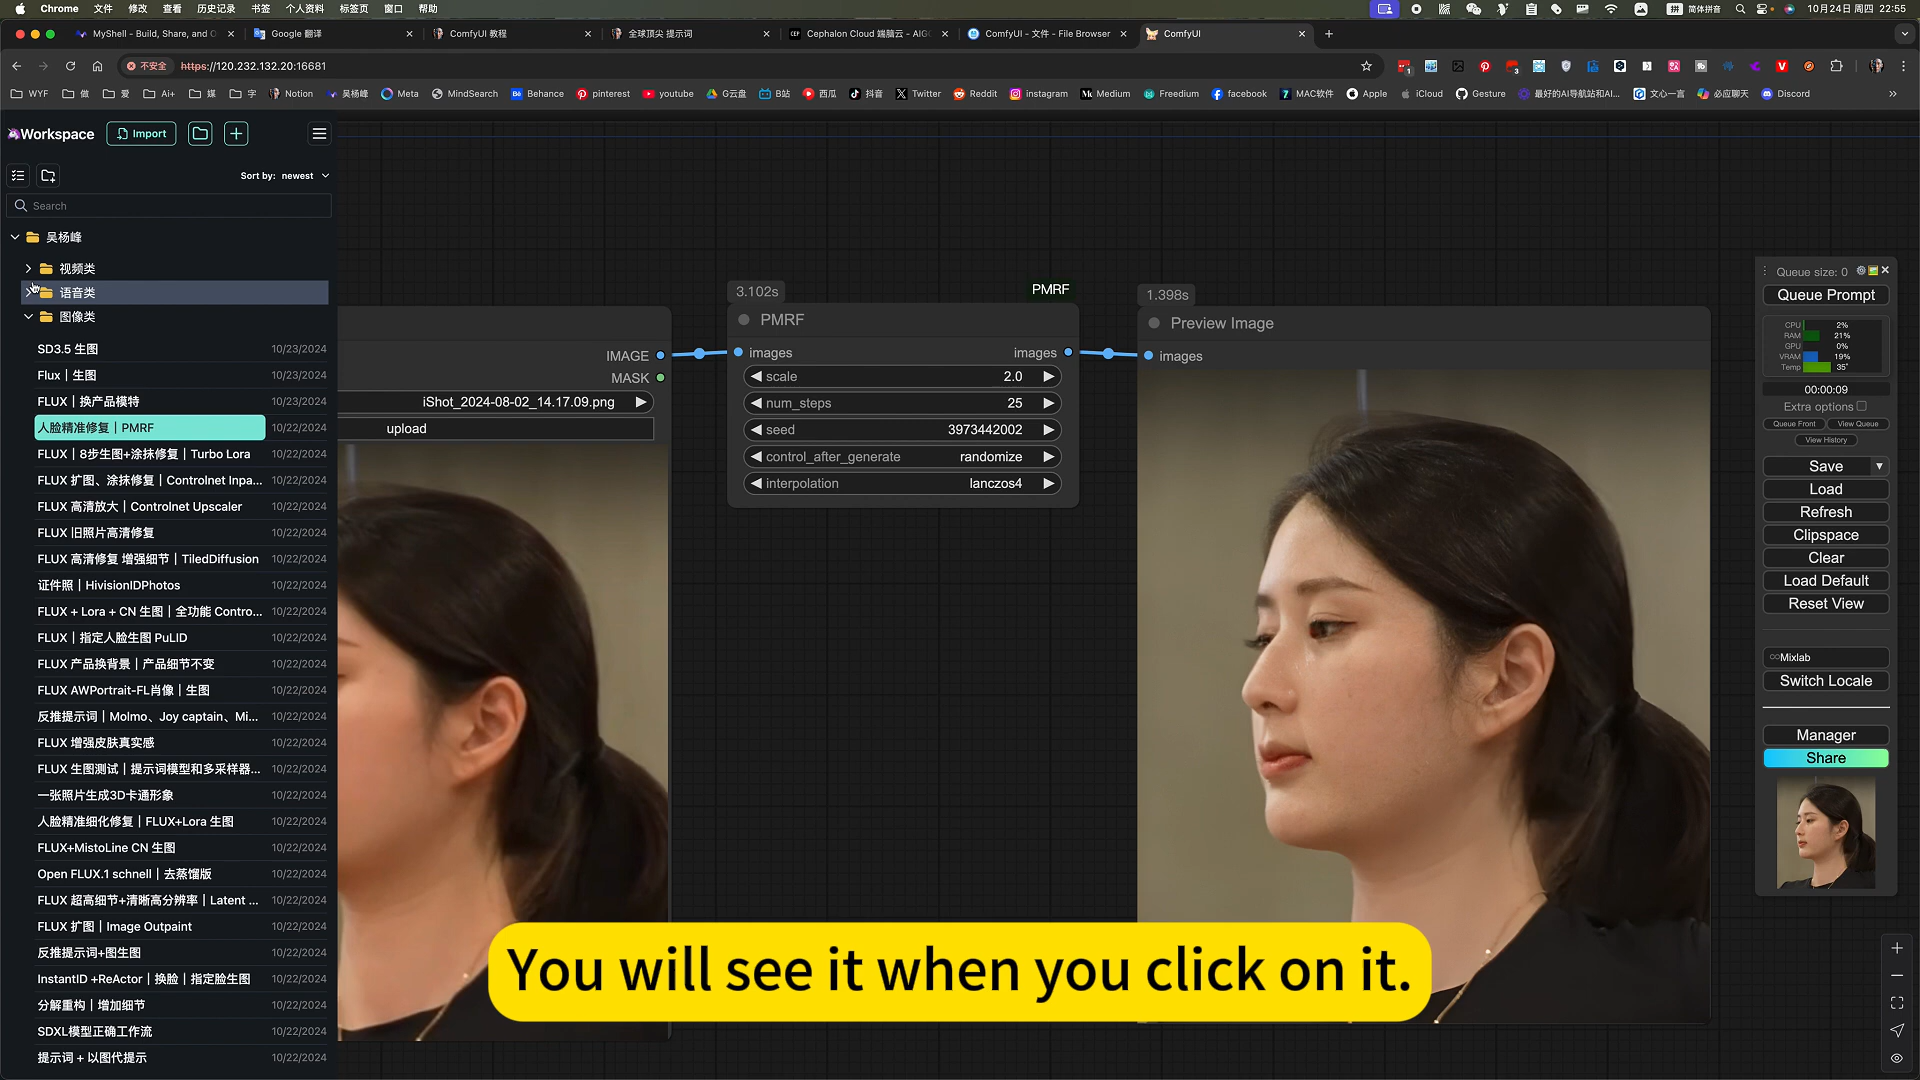 Chrome 文件 修改 查看 历史记录 书签 个人资料 标签页 窗口 帮助
简体拼音 10月24日 周四 22:55
MyShell - Build, Share, and O
Google 翻译
ComfyUI 教程
全球顶尖 提示词
Cephalon Cloud 端脑云 - AIG
ComfyUI - 文件 - File Browser
ComfyUI
不安全 https://120.232.132.20:16681
WYF 做 爱 Ai+ 媒 字 Notion 吴杨峰 Meta MindSearch Behance pinterest youtube G云盘 B站 西瓜 抖音 Twitter Reddit instagram Medium Freedium facebook MAC软件 Apple iCloud Gesture 最好的AI导航站和AI... 文心一言 必应聊天 Discord
Workspace Import
Sort by: newest
Search
吴杨峰
视频类
语音类
图像类
SD3.5 生图 10/23/2024
Flux | 生图 10/23/2024
FLUX | 换产品模特 10/23/2024
人脸精准修复 | PMRF 10/22/2024
FLUX | 8步生图+涂抹修复 | Turbo Lora 10/22/2024
FLUX 扩图、涂抹修复 | Controlnet Inpa... 10/22/2024
FLUX 高清放大 | Controlnet Upscaler 10/22/2024
FLUX 旧照片高清修复 10/22/2024
FLUX 高清修复 增强细节 | TiledDiffusion 10/22/2024
证件照 | HivisionIDPhotos 10/22/2024
FLUX + Lora + CN 生图 | 全功能 Contro... 10/22/2024
FLUX | 指定人脸生图 PuLID 10/22/2024
FLUX 产品换背景 | 产品细节不变 10/22/2024
FLUX AWPortrait-FL肖像 | 生图 10/22/2024
反推提示词 | Molmo、Joy captain、Mi... 10/22/2024
FLUX 增强皮肤真实感 10/22/2024
FLUX 生图测试 | 提示词模型和多采样器... 10/22/2024
一张照片生成3D卡通形象 10/22/2024
人脸精准细化修复 | FLUX+Lora 生图 10/22/2024
FLUX+MistoLine CN 生图 10/22/2024
Open FLUX.1 schnell | 去蒸馏版 10/22/2024
FLUX 超高细节+清晰高分辨率 | Latent ... 10/22/2024
FLUX 扩图 | Image Outpaint 10/22/2024
反推提示词+图生图 10/22/2024
InstantID +ReActor | 换脸 | 指定脸生图 10/22/2024
分解重构 | 增加细节 10/22/2024
SDXL模型正确工作流 10/22/2024
提示词 + 以图代提示 10/22/2024
IMAGE
MASK
iShot_2024-08-02_14.17.09.png
upload
3.102s PMRF
PMRF
images images
scale 2.0
num_steps 25
seed 3973442002
control_after_generate randomize
interpolation lanczos4
1.398s
Preview Image
images
Queue size: 0
Queue Prompt
CPU 2%
RAM 21%
GPU 0%
VRAM 19%
Temp 35°
00:00:09
Extra options
Queue Front View Queue
View History
Save
Load
Refresh
Clipspace
Clear
Load Default
Reset View
Mixlab
Switch Locale
Manager
Share
You will see it when you click on it.